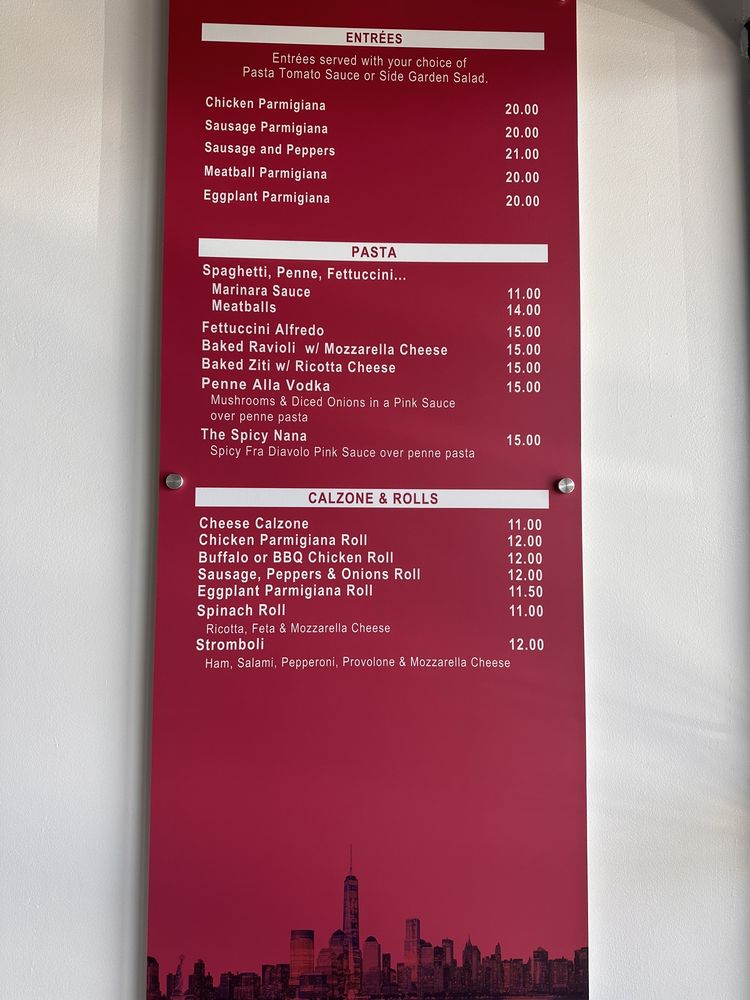 ENTRÉES
Entrées served with your choice of
Pasta Tomato Sauce or Side Garden Salad.
Chicken Parmigiana 20.00
Sausage Parmigiana 20.00
Sausage and Peppers 21.00
Meatball Parmigiana 20.00
Eggplant Parmigiana 20.00
PASTA
Spaghetti, Penne, Fettuccini...
Marinara Sauce 11.00
Meatballs 14.00
Fettuccini Alfredo 15.00
Baked Ravioli w/ Mozzarella Cheese 15.00
Baked Ziti w/ Ricotta Cheese 15.00
Penne Alla Vodka 15.00
Mushrooms & Diced Onions in a Pink Sauce
over penne pasta
The Spicy Nana 15.00
Spicy Fra Diavolo Pink Sauce over penne pasta
CALZONE & ROLLS
Cheese Calzone 11.00
Chicken Parmigiana Roll 12.00
Buffalo or BBQ Chicken Roll 12.00
Sausage, Peppers & Onions Roll 12.00
Eggplant Parmigiana Roll 11.50
Spinach Roll 11.00
Ricotta, Feta & Mozzarella Cheese
Stromboli 12.00
Ham, Salami, Pepperoni, Provolone & Mozzarella Cheese